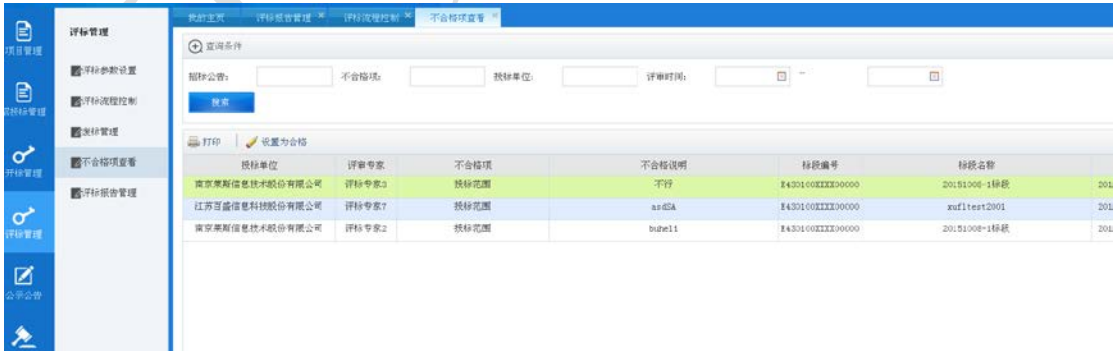 我的主页 评标报告管理 × 评标流程控制 × 不合格项查看 ×
项目管理
评标管理
查询条件
评标参数设置
招标公告: 不合格项: 投标单位: 评审时间: -
招投标管理
评标流程控制
搜索
废标管理
打印 设置为合格
开标管理
不合格项查看
投标单位 评审专家 不合格项 不合格说明 标段编号 标段名称
南京莱斯信息技术股份有限公司 评标专家3 投标范围 不行 20151008-1标段
评标报告管理
江苏百盛信息科技股份有限公司 评标专家7 投标范围 asdSA xufltest2001
评标管理
南京莱斯信息技术股份有限公司 评标专家2 投标范围 buheli 20151008-1标段
公示公告